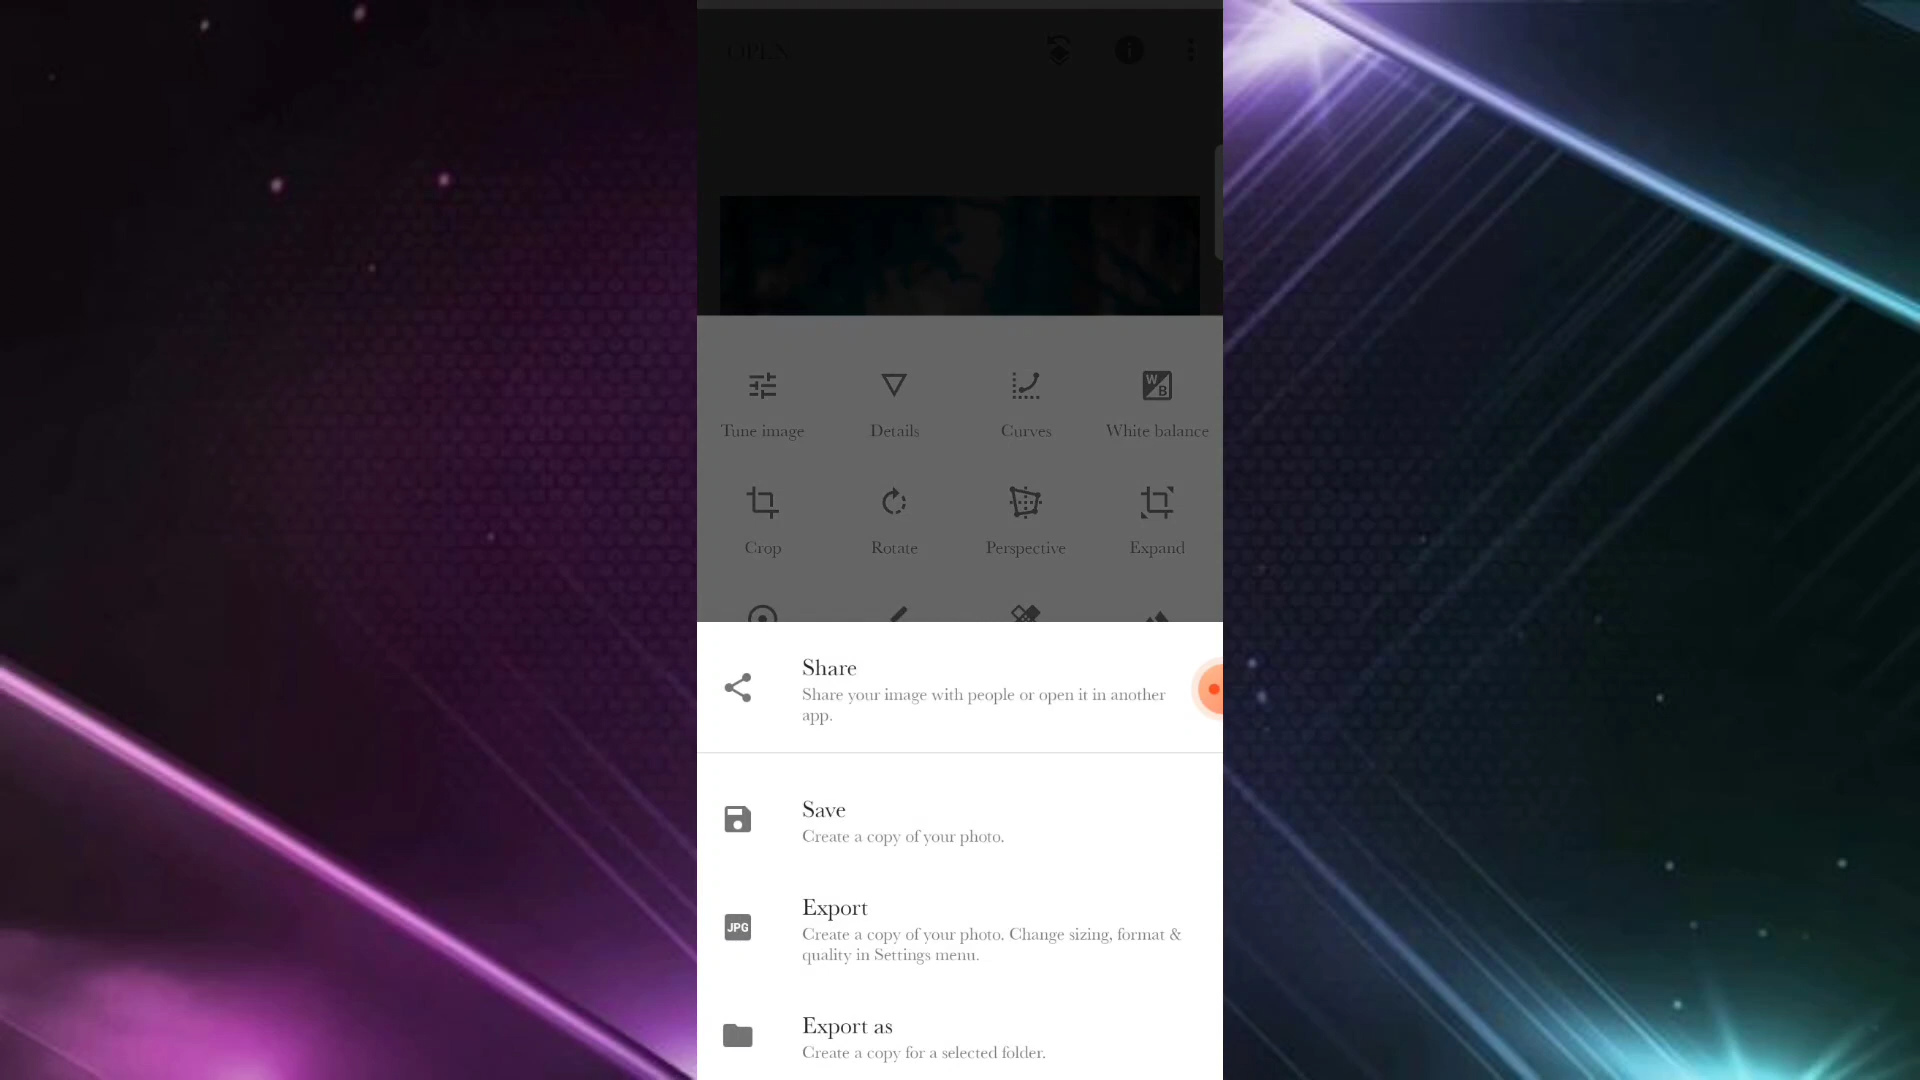 OPEN
Tune image
Details
Curves
White balance
W
B
Crop
Rotate
Perspective
Expand
Share
Share your image with people or open it in another
app.
Save
Create a copy of your photo.
JPG
Export
Create a copy of your photo. Change sizing, format &
quality in Settings menu.
Export as
Create a copy for a selected folder.